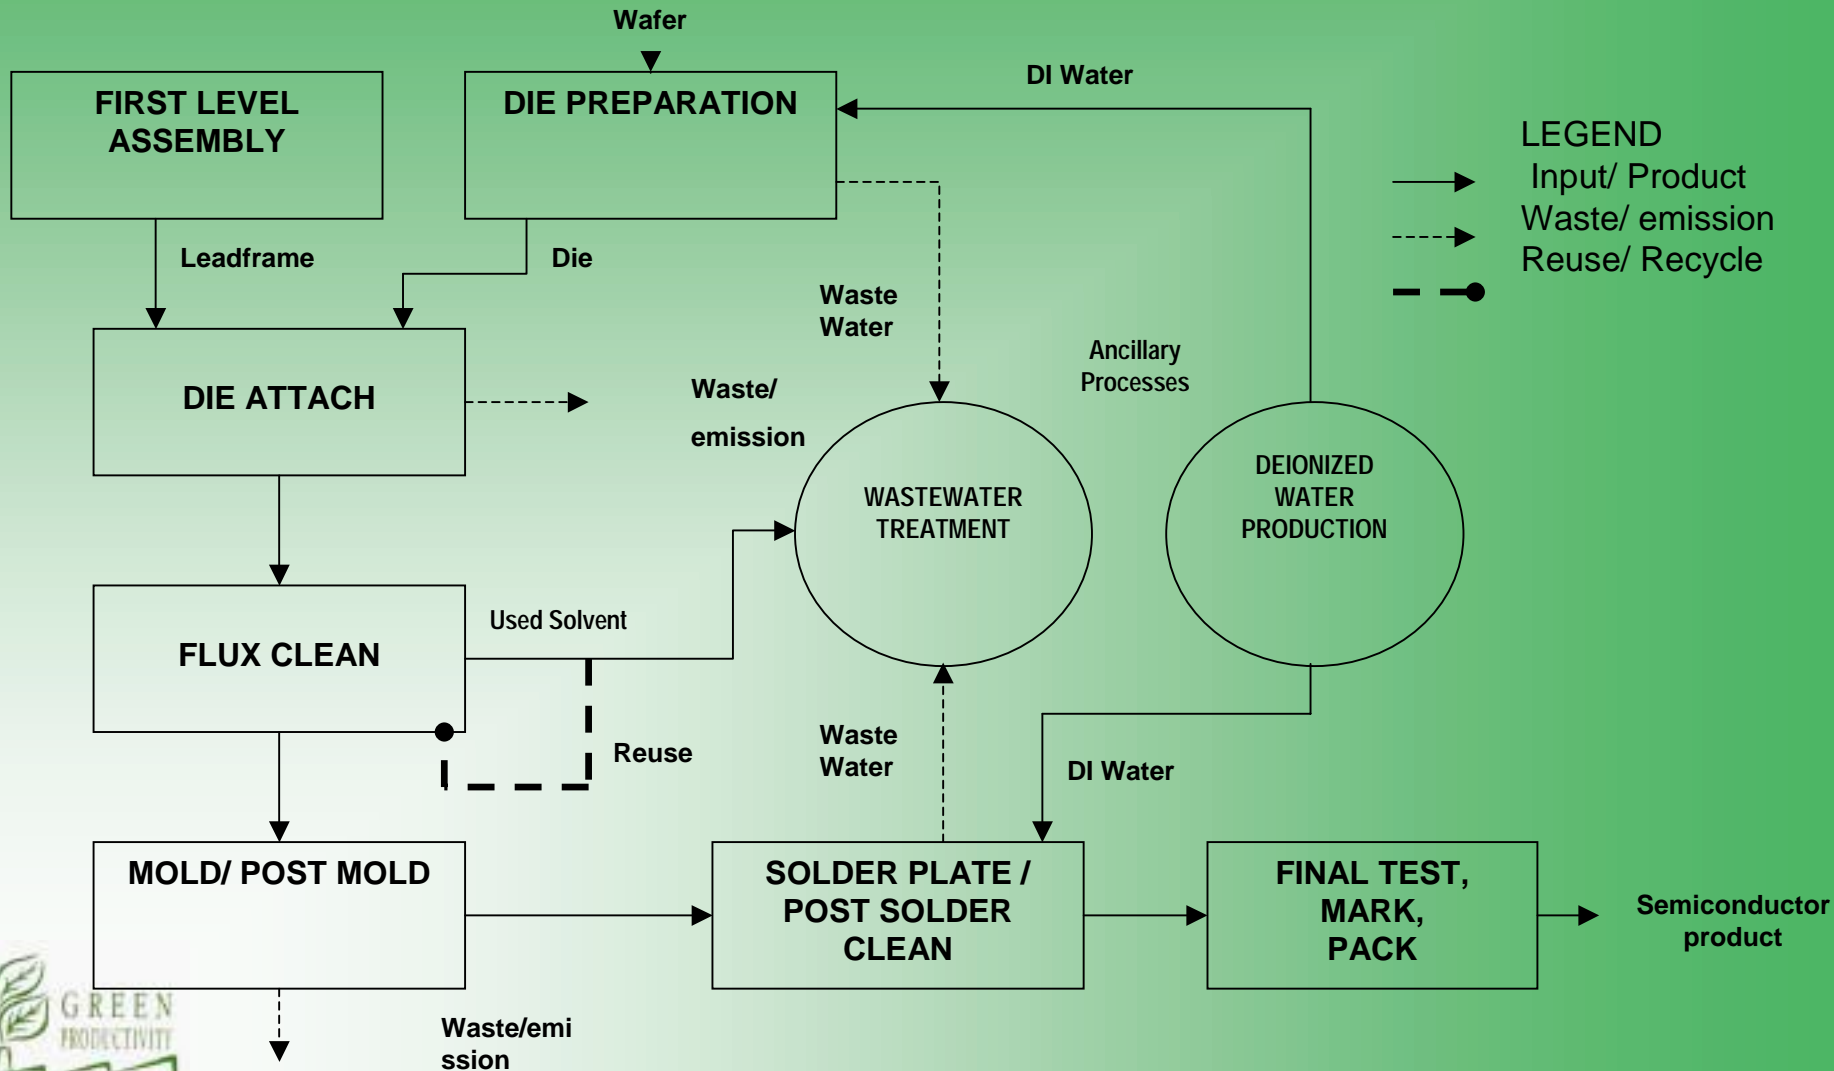 Wafer
FIRST LEVEL
ASSEMBLY
DIE PREPARATION
DI Water
LEGEND
Input/ Product
Waste/ emission
Reuse/ Recycle
Leadframe
Die
Waste
Water
Ancillary
Processes
DIE ATTACH
Waste/
emission
WASTEWATER
TREATMENT
DEIONIZED
WATER
PRODUCTION
Used Solvent
FLUX CLEAN
Reuse
Waste
Water
DI Water
MOLD/ POST MOLD
SOLDER PLATE /
POST SOLDER
CLEAN
FINAL TEST,
MARK,
PACK
Semiconductor
product
GREEN
PRODUCTIVITY
Waste/emi
ssion